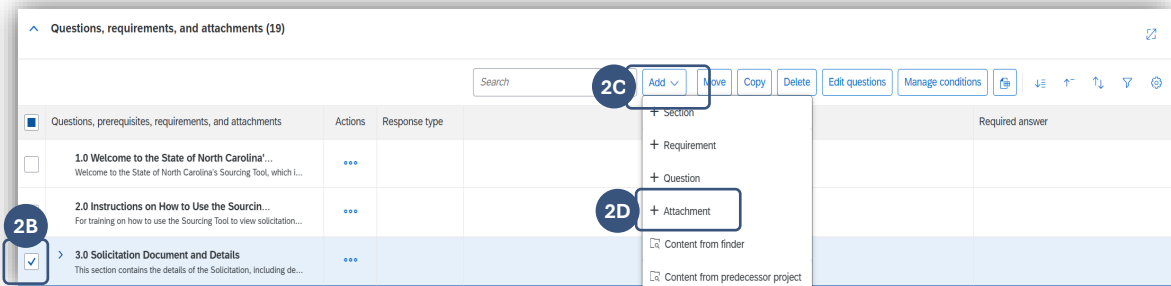 Questions, requirements, and attachments (19)
Search
2C
Add
Move
Copy
Delete
Edit questions
Manage conditions
Questions, prerequisites, requirements, and attachments
Actions
Response type
Required answer
+ Section
+ Requirement
+ Question
2D
+ Attachment
Content from finder
Content from predecessor project
1.0 Welcome to the State of North Carolina'...
Welcome to the State of North Carolina's Sourcing Tool, which i...
2.0 Instructions on How to Use the Sourcin...
For training on how to use the Sourcing Tool to view solicitation...
2B
3.0 Solicitation Document and Details
This section contains the details of the Solicitation, including de...